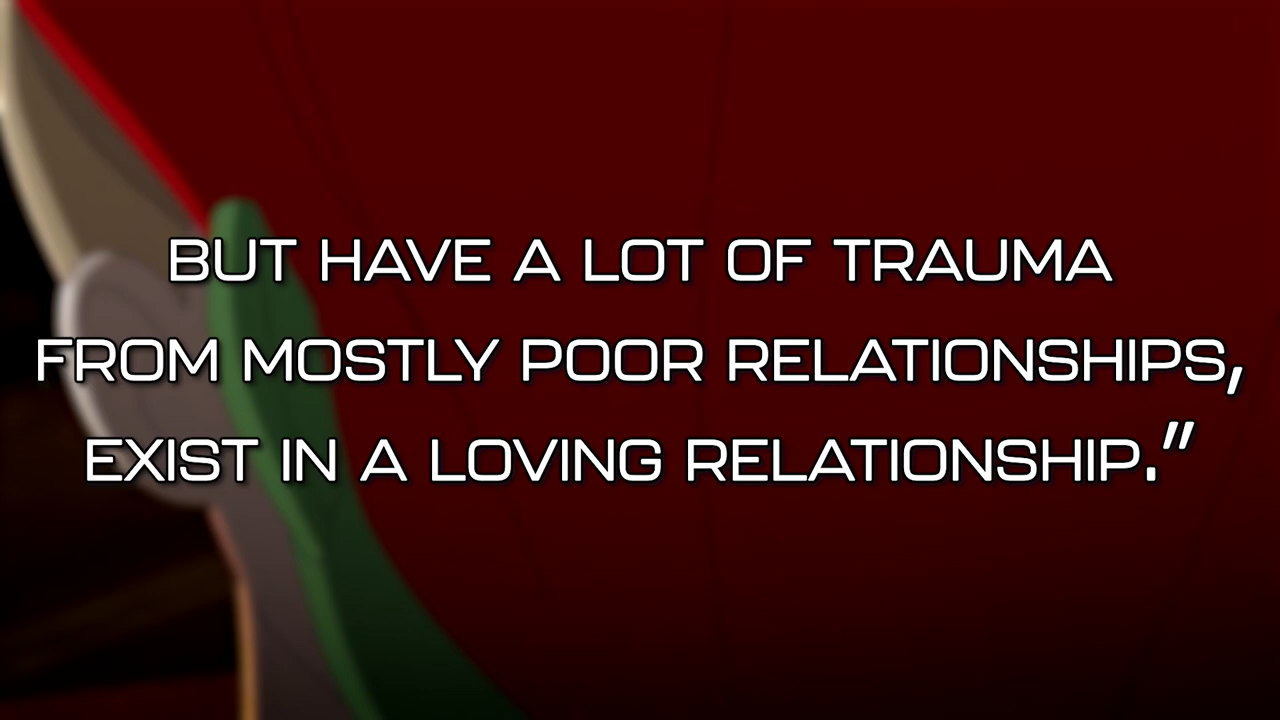 BUT HAVE A LOT OF TRAUMA
FROM MOSTLY POOR RELATIONSHIPS,
EXIST IN A LOVING RELATIONSHIP.”